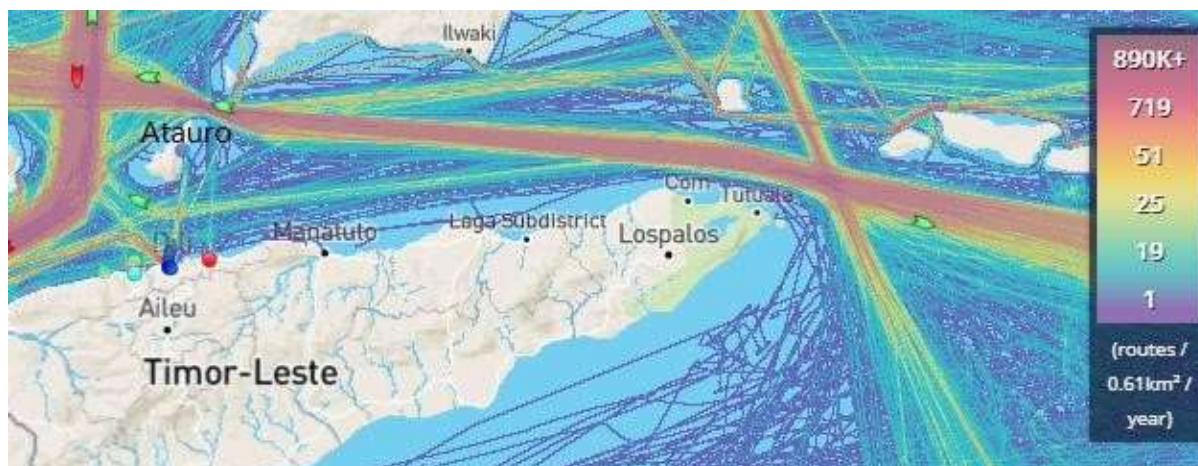 Ilwaki
890K+
719
Atauro
51
Com
Tutuala
25
Manatuto
Laga Subdistrict
Lospalos
19
Aileu
1
Timor-Leste
(routes /
0.61km² /
year)